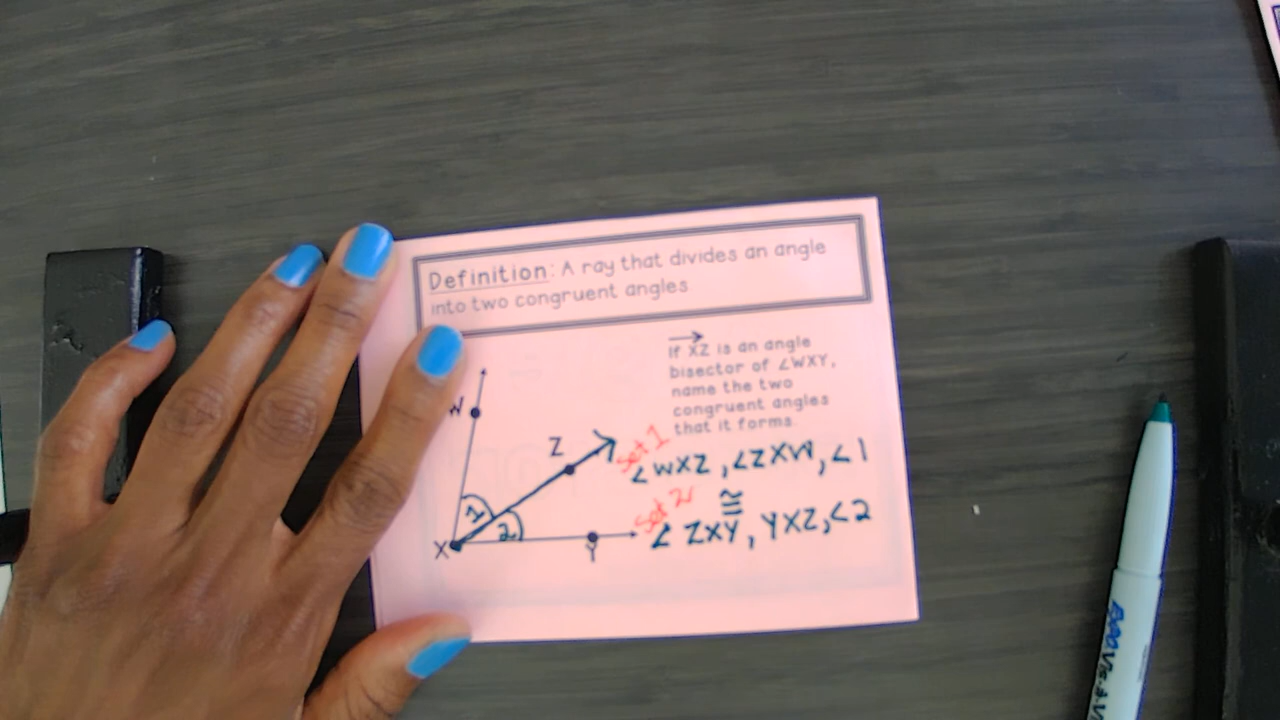 Definition: A ray that divides an angle
into two congruent angles
If XZ is an angle
bisector of ∠WXY,
name the two
congruent angles
that it forms.
W
Z
1
2
X
Y
Set 1
∠WXZ, ∠ZXW, ∠1
≅
Set 2
∠ZXY, YXZ, ∠2